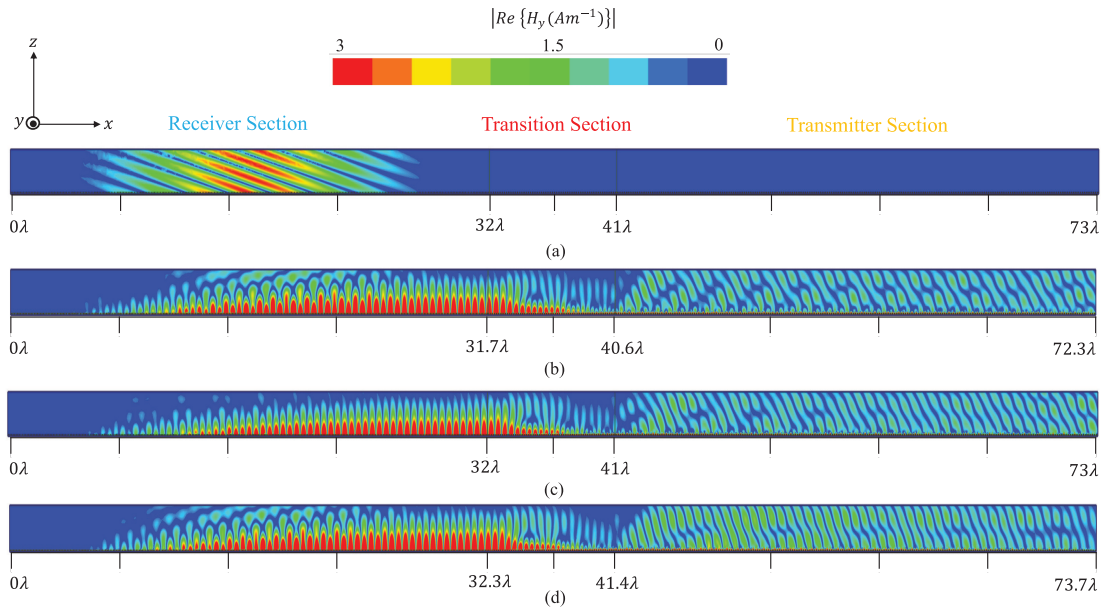 |Re {H_y(Am⁻¹)}|
3 1.5 0
z
y x
Receiver Section Transition Section Transmitter Section
0λ 32λ 41λ 73λ
(a)
0λ 31.7λ 40.6λ 72.3λ
(b)
0λ 32λ 41λ 73λ
(c)
0λ 32.3λ 41.4λ 73.7λ
(d)